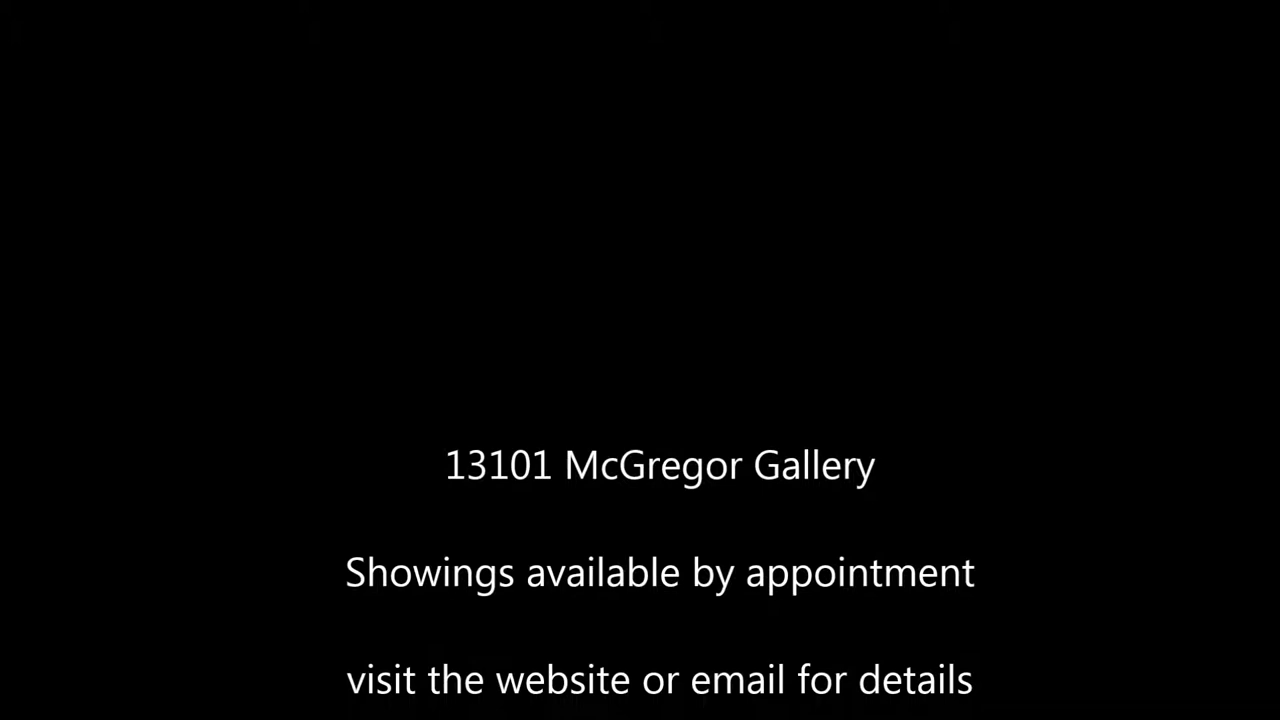 13101 McGregor Gallery
Showings available by appointment
visit the website or email for details